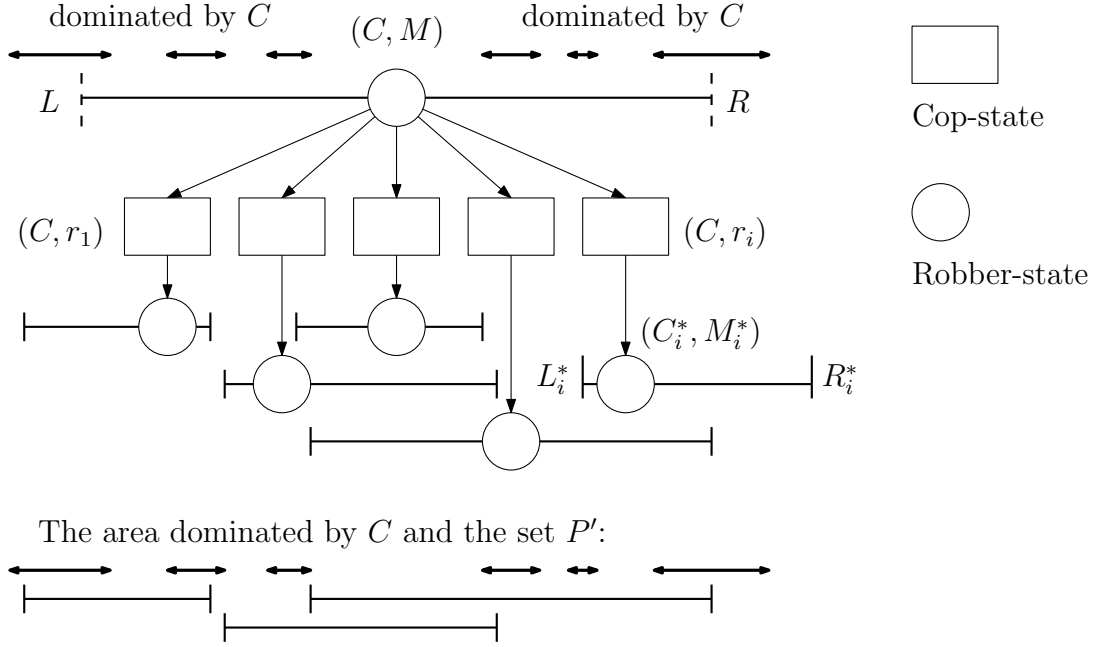 dominated by C
(C, M)
dominated by C
L
R
Cop-state
(C, r₁)
(C, rᵢ)
Robber-state
(C*ᵢ, M*ᵢ)
L*ᵢ
R*ᵢ
The area dominated by C and the set P′: